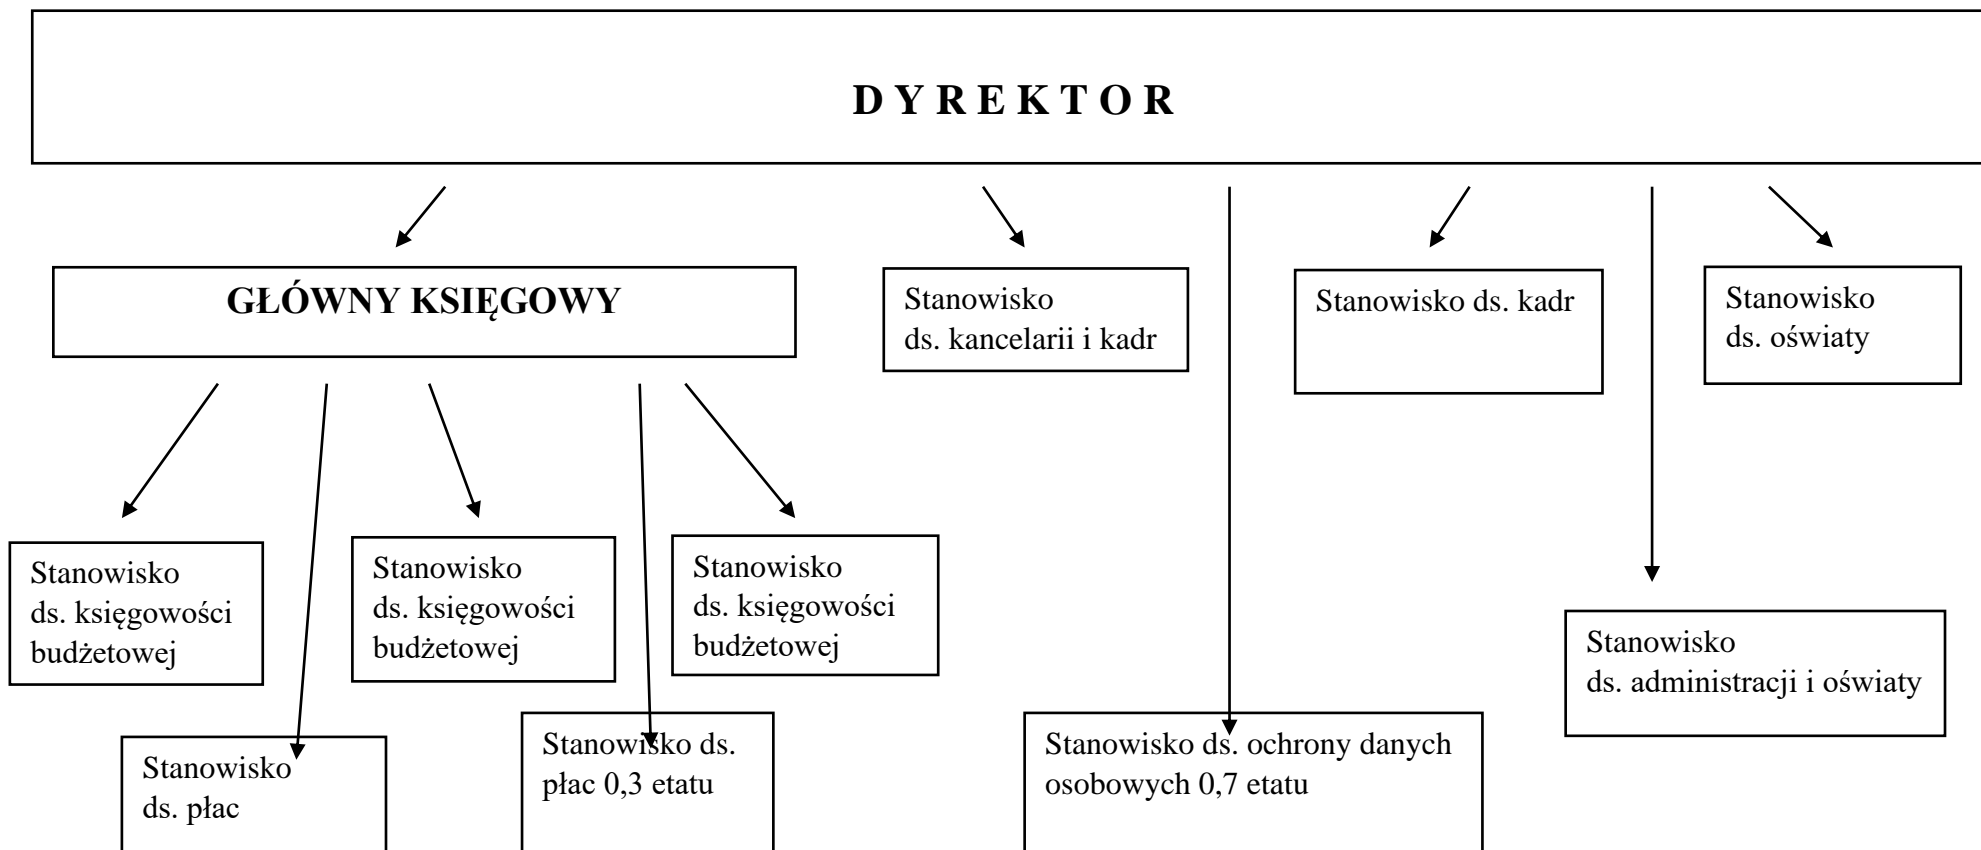 D Y R E K T O R
GŁÓWNY KSIĘGOWY
Stanowisko
ds. kancelarii i kadr
Stanowisko ds. kadr
Stanowisko
ds. oświaty
Stanowisko
ds. księgowości
budżetowej
Stanowisko
ds. księgowości
budżetowej
Stanowisko
ds. księgowości
budżetowej
Stanowisko
ds. administracji i oświaty
Stanowisko
ds. płac
Stanowisko ds.
płac 0,3 etatu
Stanowisko ds. ochrony danych
osobowych 0,7 etatu